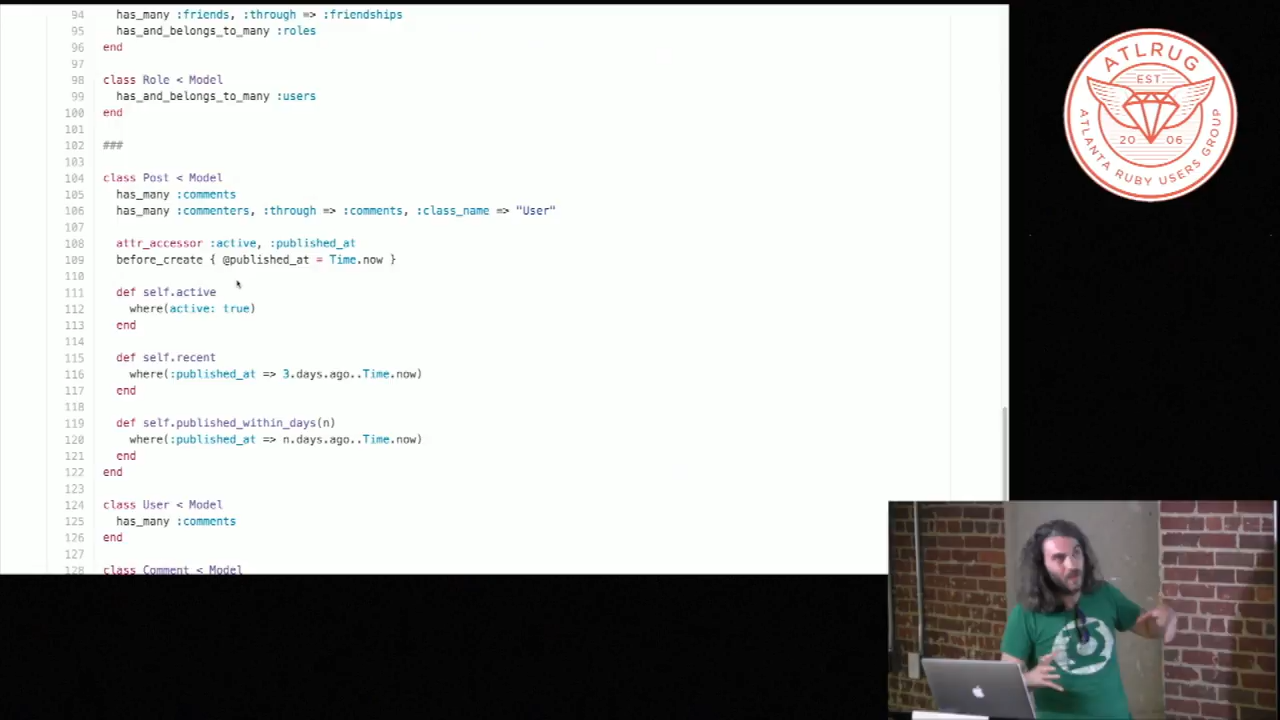 94 has_many :friends, :through => :friendships
95 has_and_belongs_to_many :roles
96 end
97
98 class Role < Model
99 has_and_belongs_to_many :users
100 end
101
102 ###
103
104 class Post < Model
105 has_many :comments
106 has_many :commenters, :through => :comments, :class_name => "User"
107
108 attr_accessor :active, :published_at
109 before_create { @published_at = Time.now }
110
111 def self.active
112 where(active: true)
113 end
114
115 def self.recent
116 where(:published_at => 3.days.ago..Time.now)
117 end
118
119 def self.published_within_days(n)
120 where(:published_at => n.days.ago..Time.now)
121 end
122 end
123
124 class User < Model
125 has_many :comments
126 end
127
128 class Comment < Model
ATLRUG
EST.
20 06
ATLANTA RUBY USERS GROUP